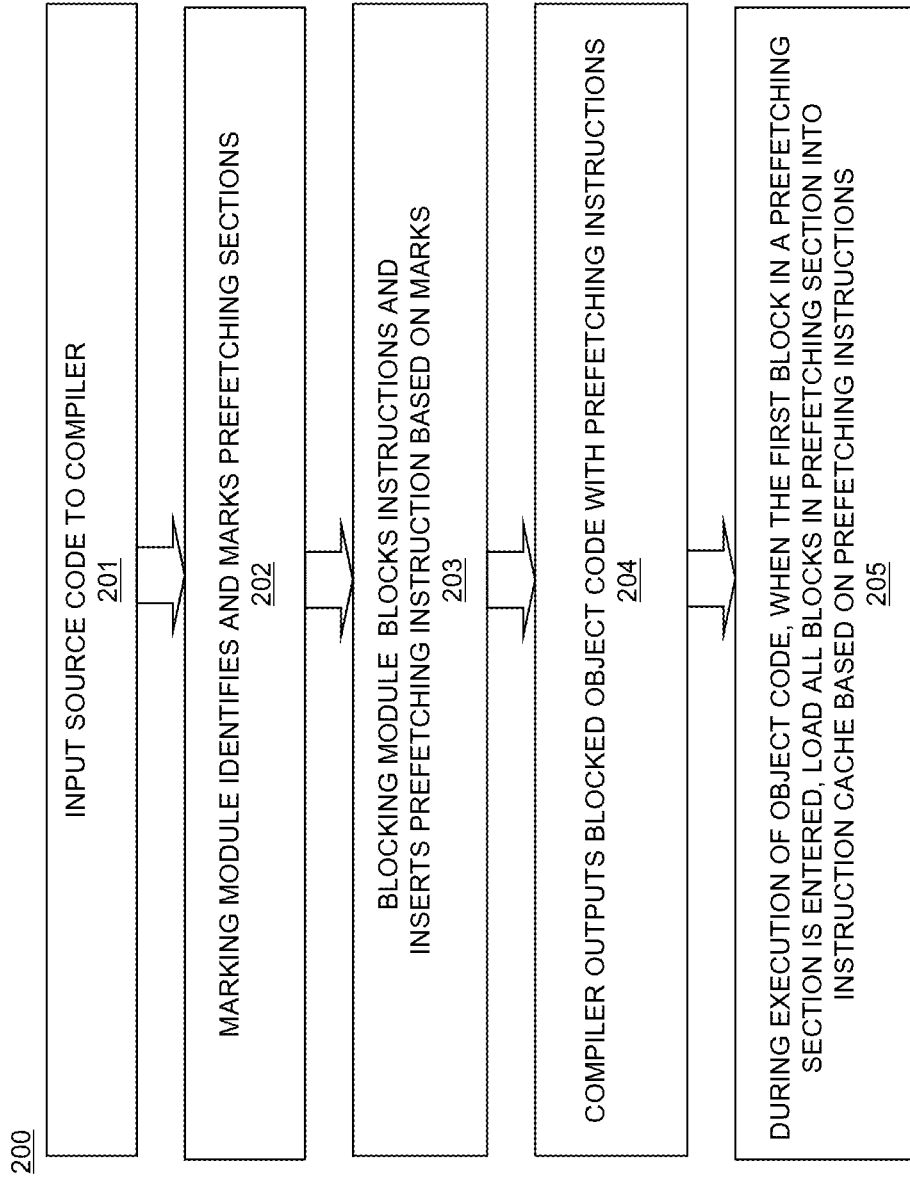 200
INPUT SOURCE CODE TO COMPILER
201
MARKING MODULE IDENTIFIES AND MARKS PREFETCHING SECTIONS
202
BLOCKING MODULE BLOCKS INSTRUCTIONS AND
INSERTS PREFETCHING INSTRUCTION BASED ON MARKS
203
COMPILER OUTPUTS BLOCKED OBJECT CODE WITH PREFETCHING INSTRUCTIONS
204
DURING EXECUTION OF OBJECT CODE, WHEN THE FIRST BLOCK IN A PREFETCHING
SECTION IS ENTERED, LOAD ALL BLOCKS IN PREFETCHING SECTION INTO
INSTRUCTION CACHE BASED ON PREFETCHING INSTRUCTIONS
205